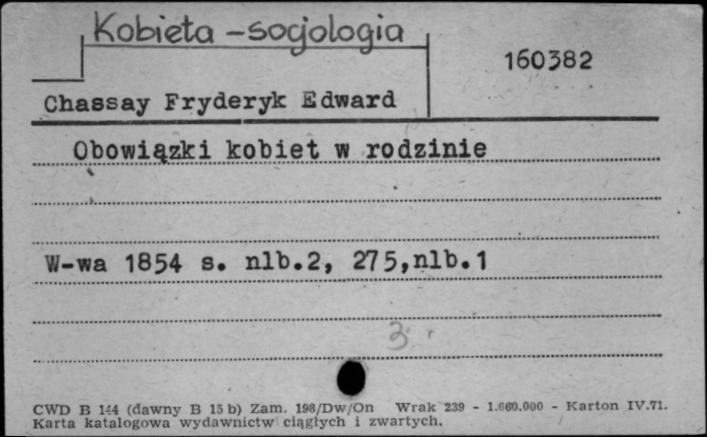 Kobieta - socjologia
160382
Chassay Fryderyk Edward
Obowiązki kobiet w rodzinie
W-wa 1854 s. nlb.2, 275,nlb.1
3
CWD B 144 (dawny B 15 b) Zam. 198/Dw/On Wrak 239 - 1.660.000 - Karton IV.71.
Karta katalogowa wydawnictw ciągłych i zwartych.